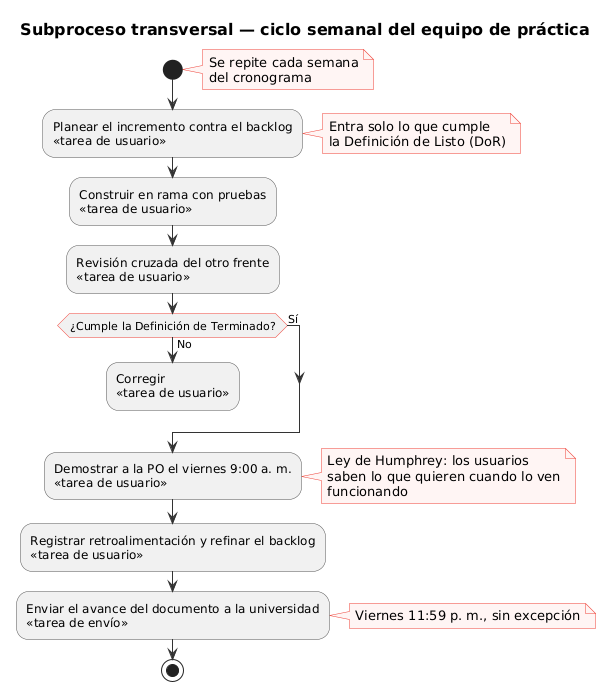 Subproceso transversal — ciclo semanal del equipo de práctica
Se repite cada semana
del cronograma
Planear el incremento contra el backlog
«tarea de usuario»
Entra solo lo que cumple
la Definición de Listo (DoR)
Construir en rama con pruebas
«tarea de usuario»
Revisión cruzada del otro frente
«tarea de usuario»
¿Cumple la Definición de Terminado?
Sí
No
Corregir
«tarea de usuario»
Demostrar a la PO el viernes 9:00 a. m.
«tarea de usuario»
Ley de Humphrey: los usuarios
saben lo que quieren cuando lo ven
funcionando
Registrar retroalimentación y refinar el backlog
«tarea de usuario»
Enviar el avance del documento a la universidad
«tarea de envío»
Viernes 11:59 p. m., sin excepción